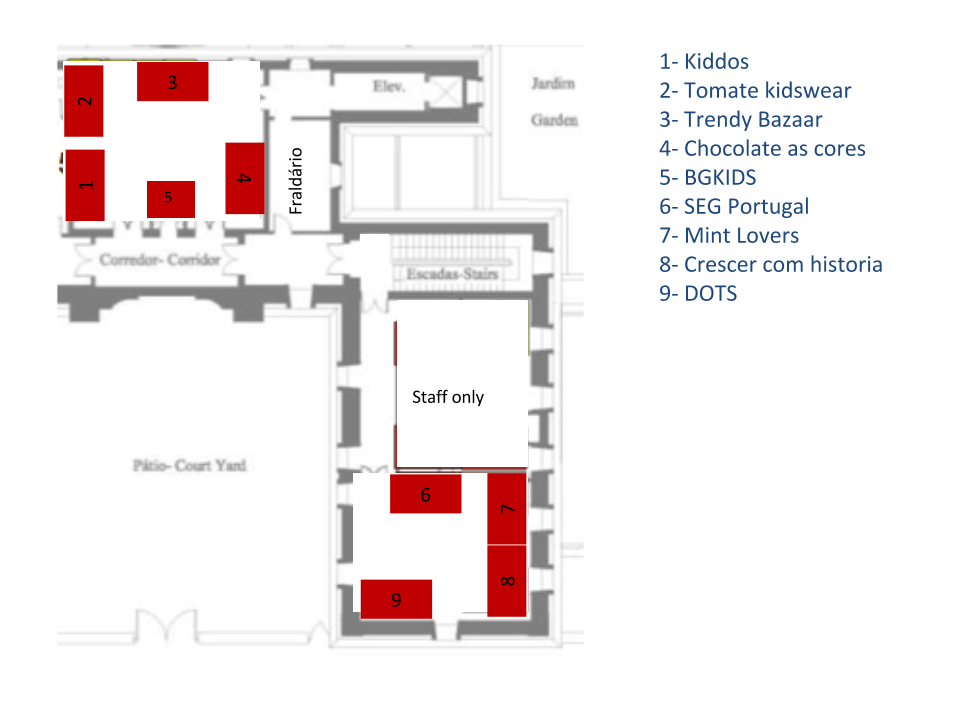 3
2
1
4
5
Elev.
Jardim
Garden
Fraldário
Corredor- Corridor
Escadas-Stairs
Staff only
Pátio- Court Yard
6
7
8
9
1- Kiddos
2- Tomate kidswear
3- Trendy Bazaar
4- Chocolate as cores
5- BGKIDS
6- SEG Portugal
7- Mint Lovers
8- Crescer com historia
9- DOTS